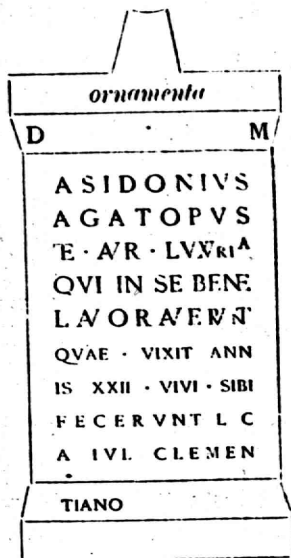 ornamenta
D M
ASIDONIVS
AGATOPVS
E · AVR · LVXVRIA
QVI IN SE BENE
LAVORAVERVNT
QVAE · VIXIT ANN
IS XXII · VIVI · SIBI
FECERVNT L C
A IVL CLEMEN
TIANO